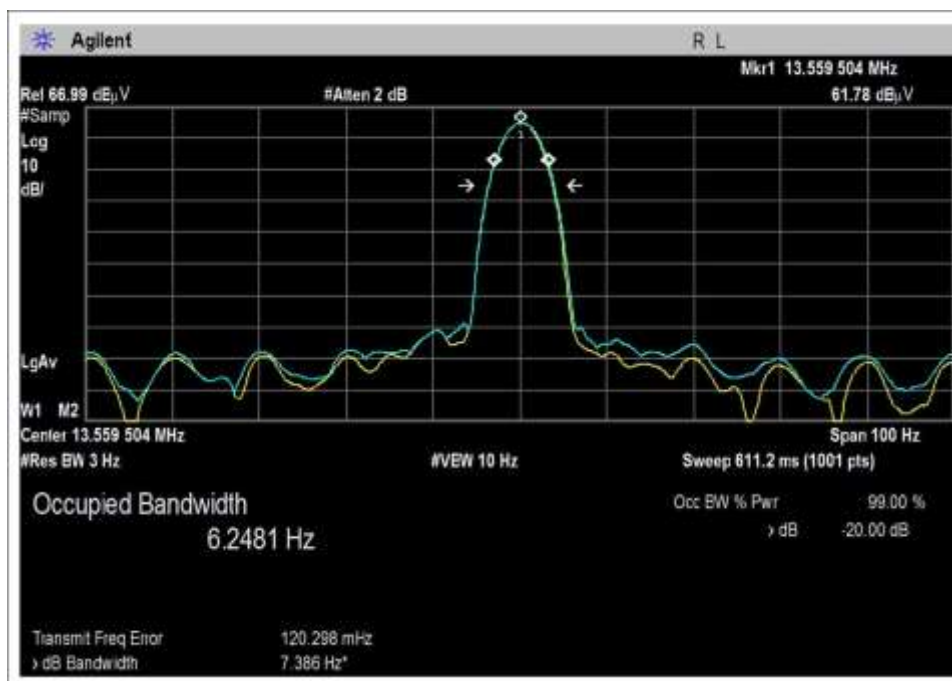 Agilent R L
Mkr1 13.559 504 MHz
Ref 66.99 dBµV #Atten 2 dB 61.78 dBµV
#Samp
Log
10
dB/
1
LgAv
W1 M2
Center 13.559 504 MHz Span 100 Hz
#Res BW 3 Hz #VBW 10 Hz Sweep 611.2 ms (1001 pts)
Occupied Bandwidth Occ BW % Pwr 99.00 %
6.2481 Hz x dB -20.00 dB
Transmit Freq Error 120.298 mHz
x dB Bandwidth 7.386 Hz*